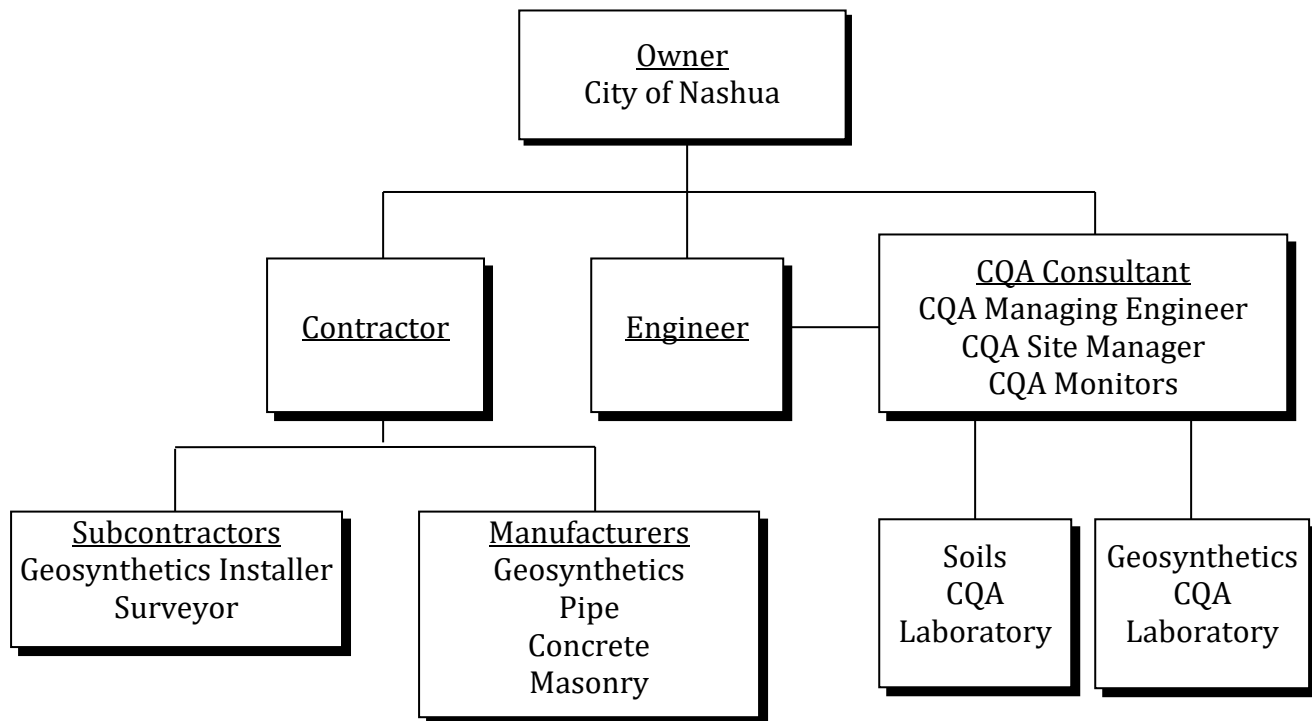 Owner
City of Nashua
Contractor
Engineer
CQA Consultant
CQA Managing Engineer
CQA Site Manager
CQA Monitors
Subcontractors
Geosynthetics Installer
Surveyor
Manufacturers
Geosynthetics
Pipe
Concrete
Masonry
Soils
CQA
Laboratory
Geosynthetics
CQA
Laboratory